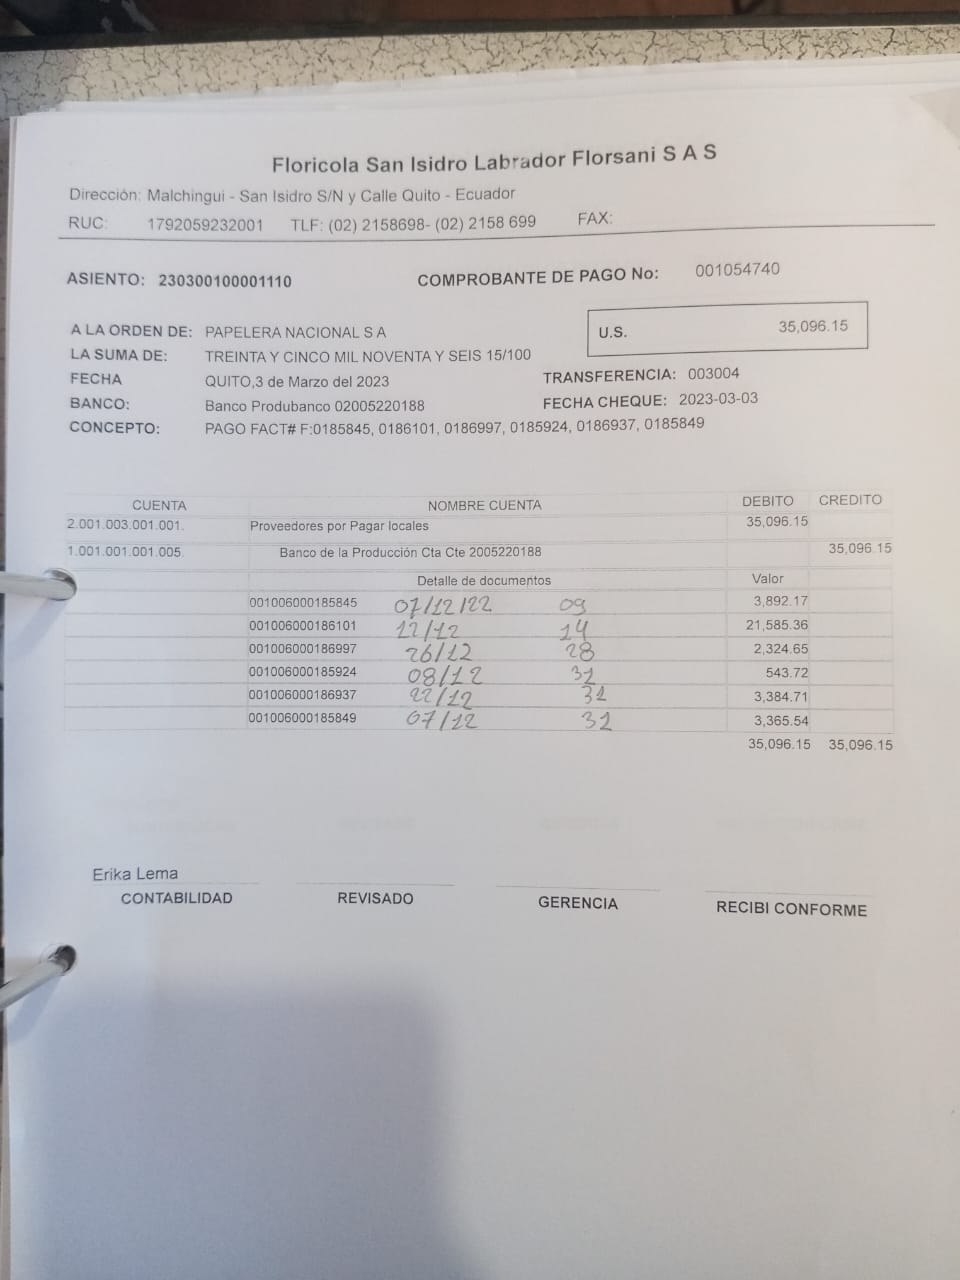 Floricola San Isidro Labrador Florsani S A S
Dirección: Malchingui - San Isidro S/N y Calle Quito - Ecuador
RUC: 1792059232001 TLF: (02) 2158698- (02) 2158 699 FAX:
ASIENTO: 230300100001110 COMPROBANTE DE PAGO No: 001054740
A LA ORDEN DE: PAPELERA NACIONAL S A U.S. 35,096.15
LA SUMA DE: TREINTA Y CINCO MIL NOVENTA Y SEIS 15/100
FECHA QUITO,3 de Marzo del 2023 TRANSFERENCIA: 003004
BANCO: Banco Produbanco 02005220188 FECHA CHEQUE: 2023-03-03
CONCEPTO: PAGO FACT# F:0185845, 0186101, 0186997, 0185924, 0186937, 0185849
CUENTA NOMBRE CUENTA DEBITO CREDITO
2.001.003.001.001. Proveedores por Pagar locales 35,096.15
1.001.001.001.005. Banco de la Producción Cta Cte 2005220188 35,096.15
Detalle de documentos Valor
001006000185845 07/12/22 09 3,892.17
001006000186101 12/12 14 21,585.36
001006000186997 26/12 28 2,324.65
001006000185924 08/12 31 543.72
001006000186937 22/12 31 3,384.71
001006000185849 07/12 31 3,365.54
35,096.15 35,096.15
Erika Lema
CONTABILIDAD REVISADO GERENCIA RECIBI CONFORME